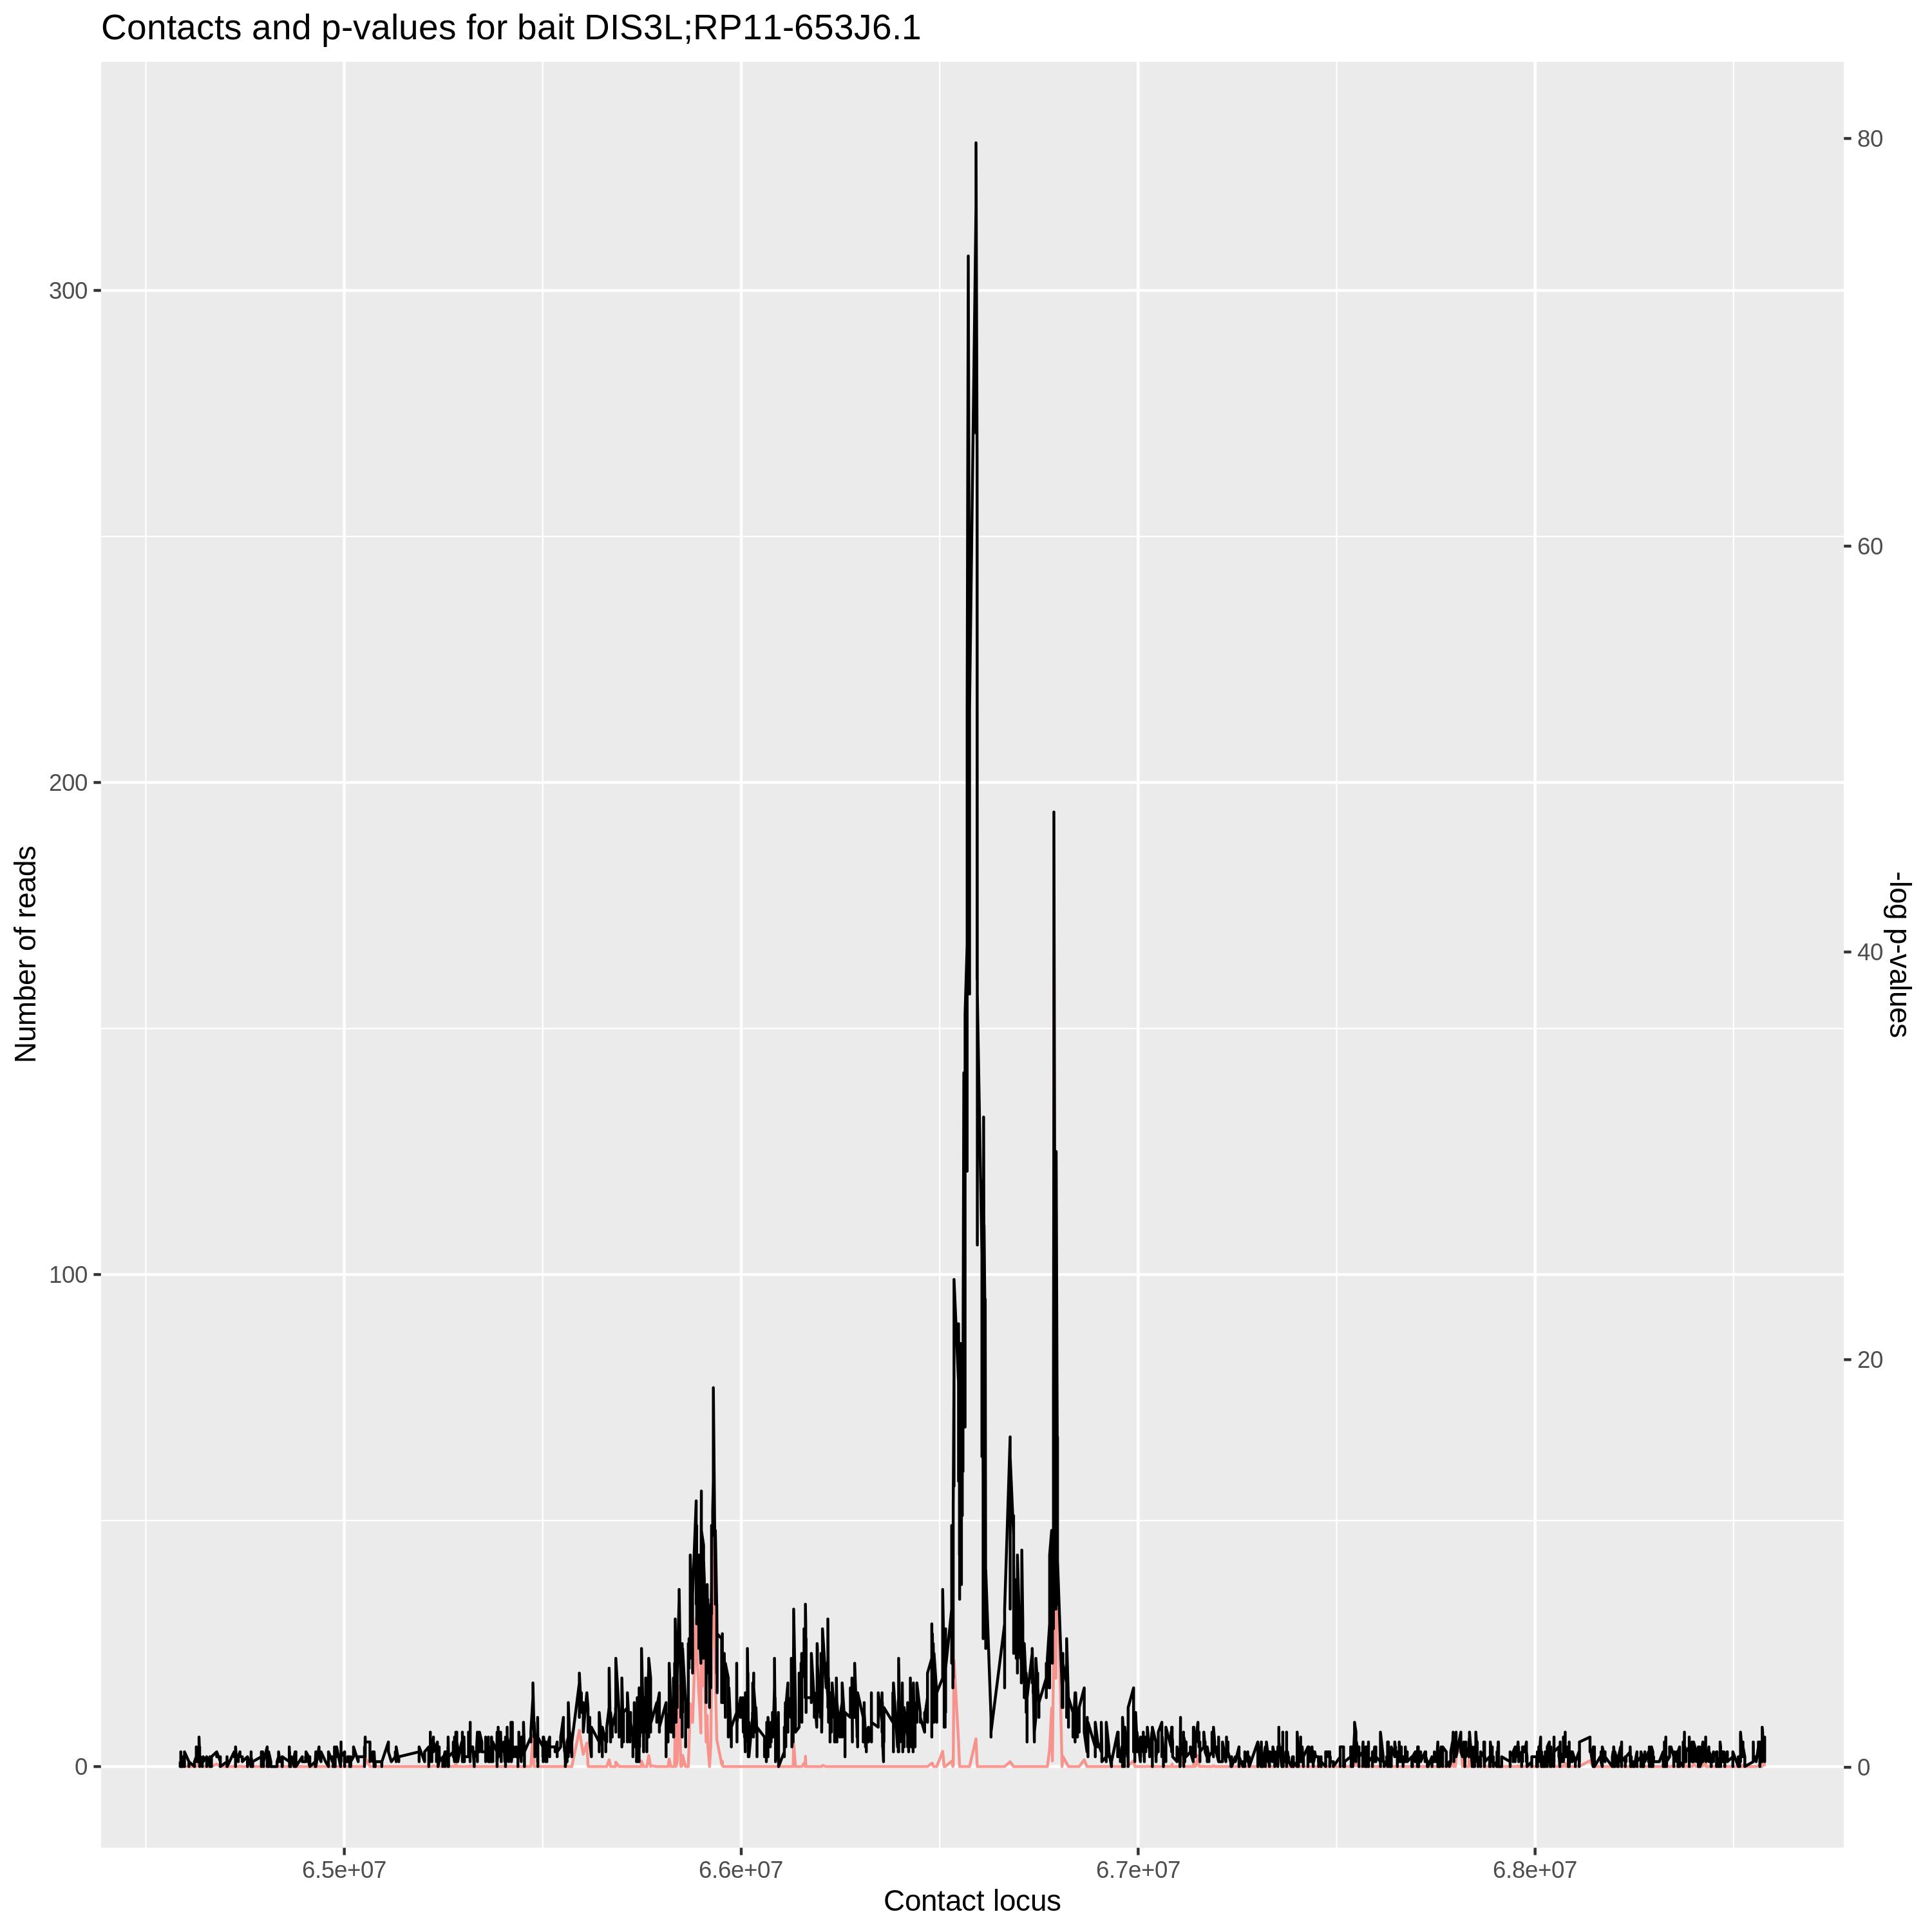 Contacts and p-values for bait DIS3L;RP11-653J6.1
Number of reads
300
200
100
0
80
60
40
20
0
-log p-values
6.5e+07 6.6e+07 6.7e+07 6.8e+07
Contact locus